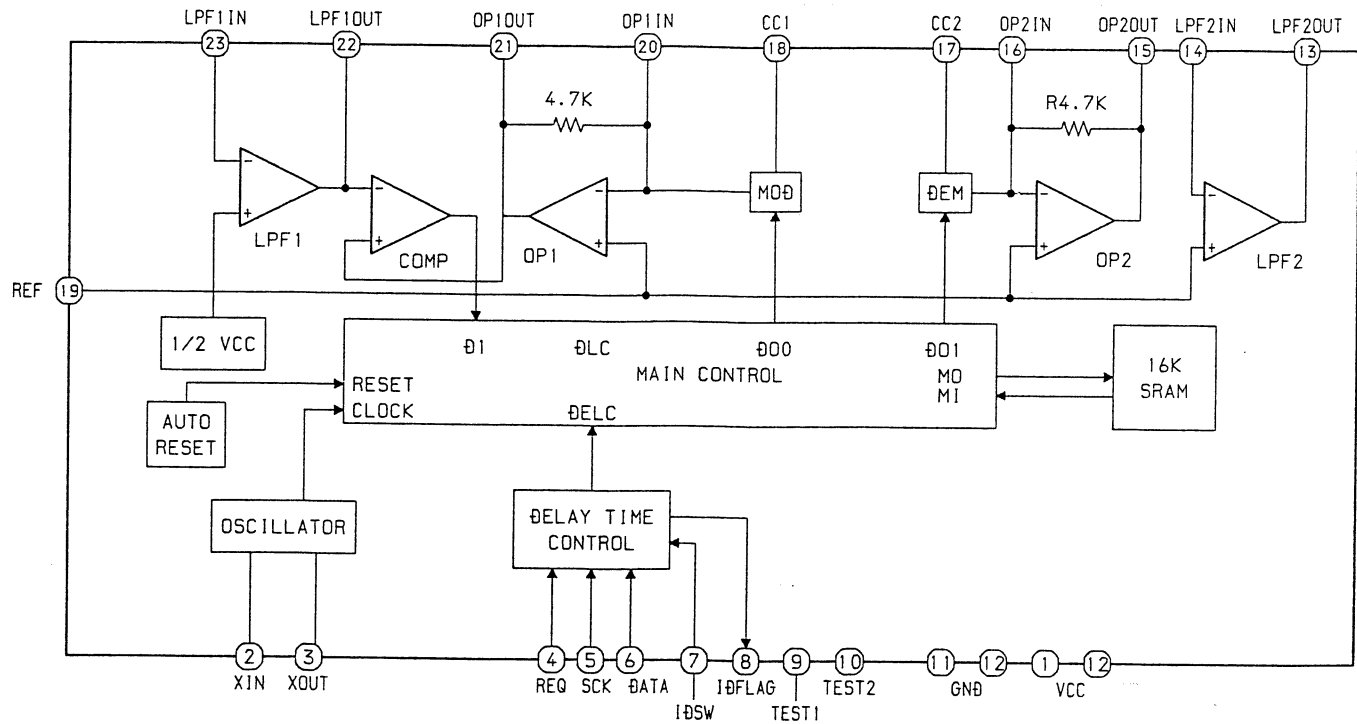 LPF1IN LPF1OUT OP1OUT OP1IN CC1 CC2 OP2IN OP2OUT LPF2IN LPF2OUT
23 22 21 20 18 17 16 15 14 13
4.7K R4.7K
- - - MOD DEM - -
+ + + + +
LPF1 COMP OP1 OP2 LPF2
REF 19
1/2 VCC
D1 DLC DO0 DO1
MAIN CONTROL
RESET MO
CLOCK MI
DELC
16K
SRAM
AUTO
RESET
OSCILLATOR
DELAY TIME
CONTROL
2 3 4 5 6 7 8 9 10 11 12 1 12
XIN XOUT REQ SCK DATA IDFLAG TEST2 GND VCC
IDSW TEST1